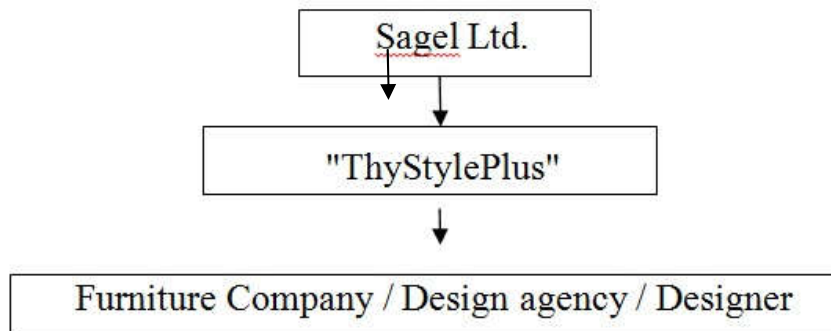 Sagel Ltd.
"ThyStylePlus"
Furniture Company / Design agency / Designer